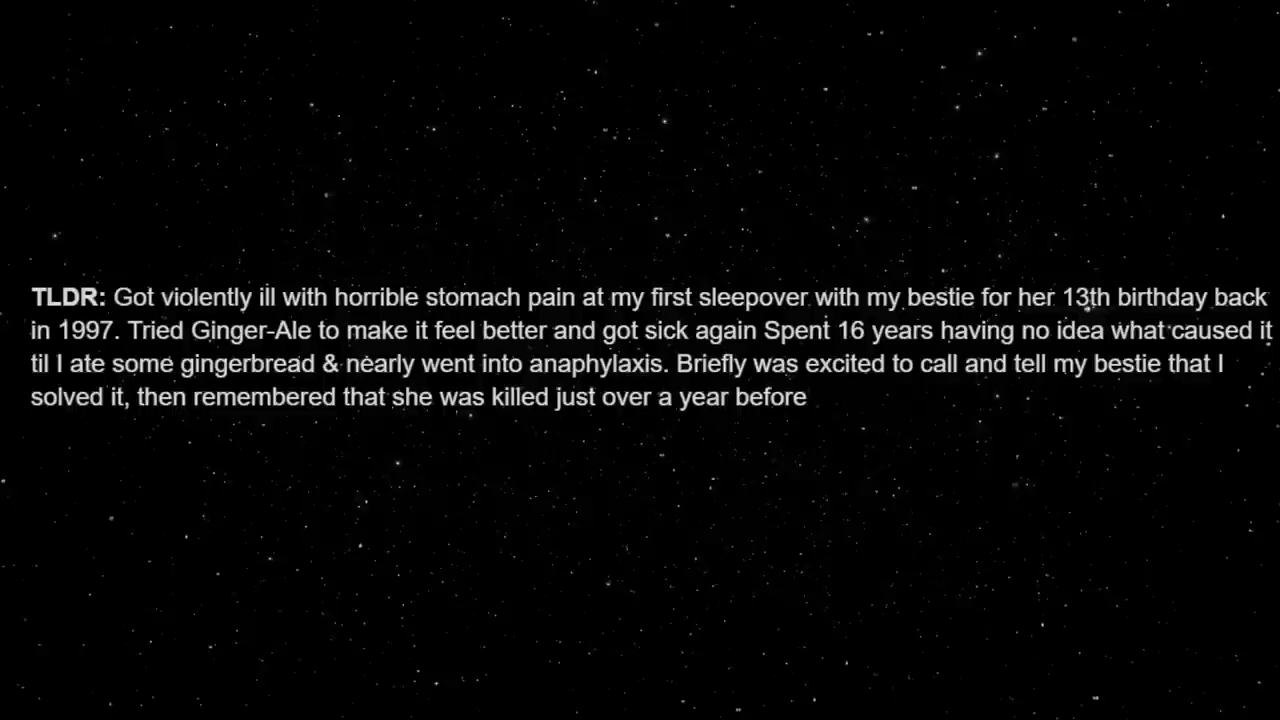 TLDR: Got violently ill with horrible stomach pain at my first sleepover with my bestie for her 13th birthday back
in 1997. Tried Ginger-Ale to make it feel better and got sick again Spent 16 years having no idea what caused it
til I ate some gingerbread & nearly went into anaphylaxis. Briefly was excited to call and tell my bestie that I
solved it, then remembered that she was killed just over a year before